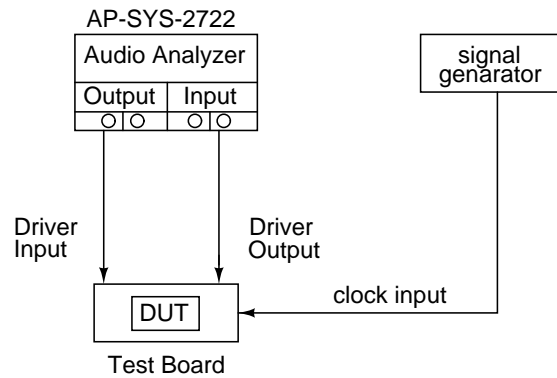 AP-SYS-2722
Audio Analyzer
Output
Input
signal
genarator
Driver
Input
Driver
Output
clock input
DUT
Test Board